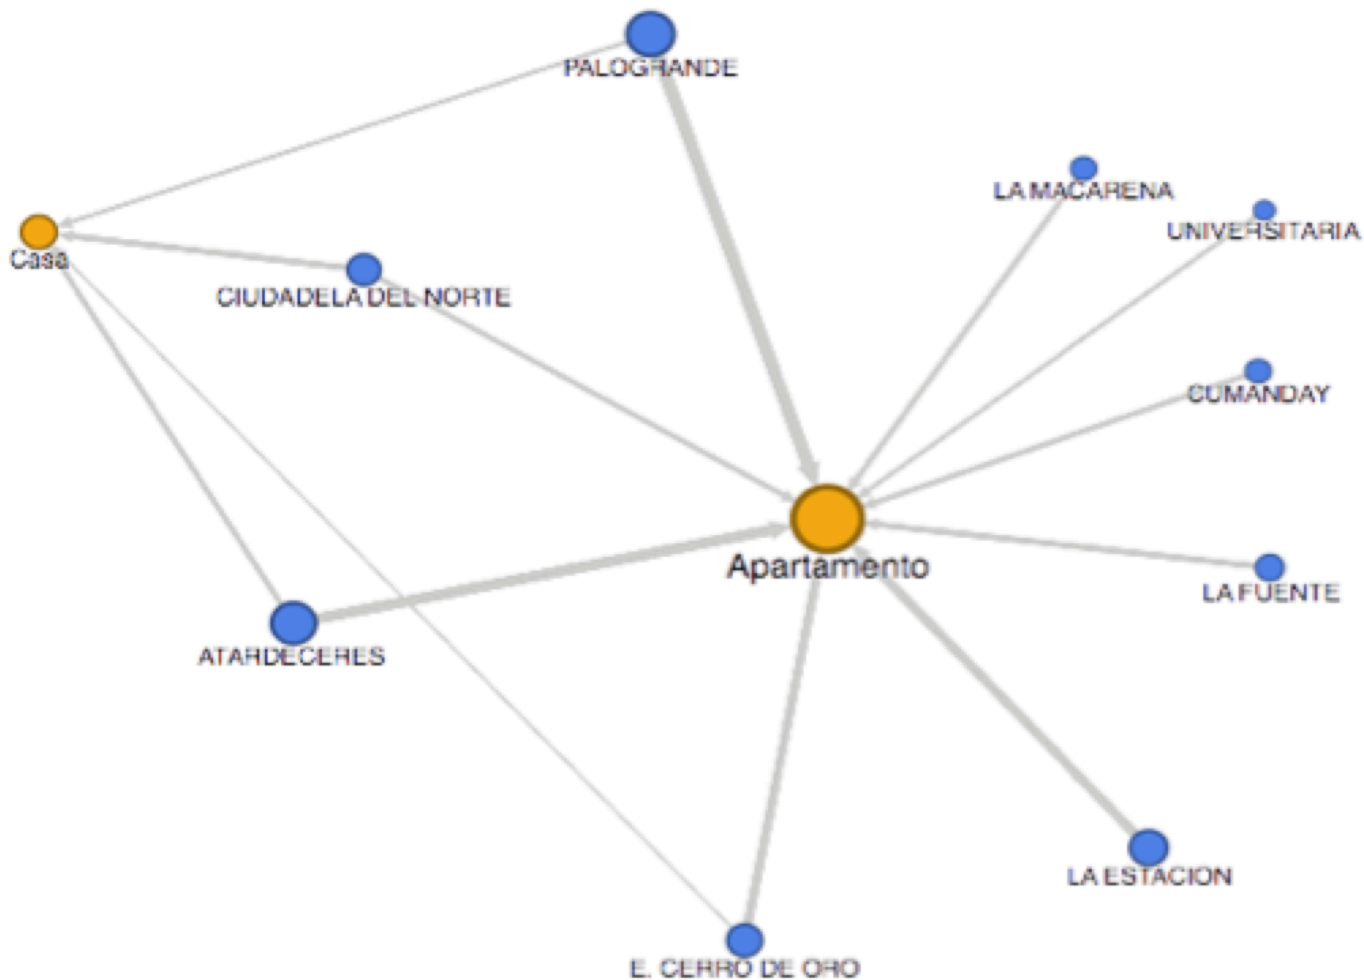 PALOGRANDE
LA MACARENA
UNIVERSITARIA
Casa
CIUDADELA DEL NORTE
CUMANDAY
Apartamento
LA FUENTE
ATARDECERES
LA ESTACION
E. CERRO DE ORO